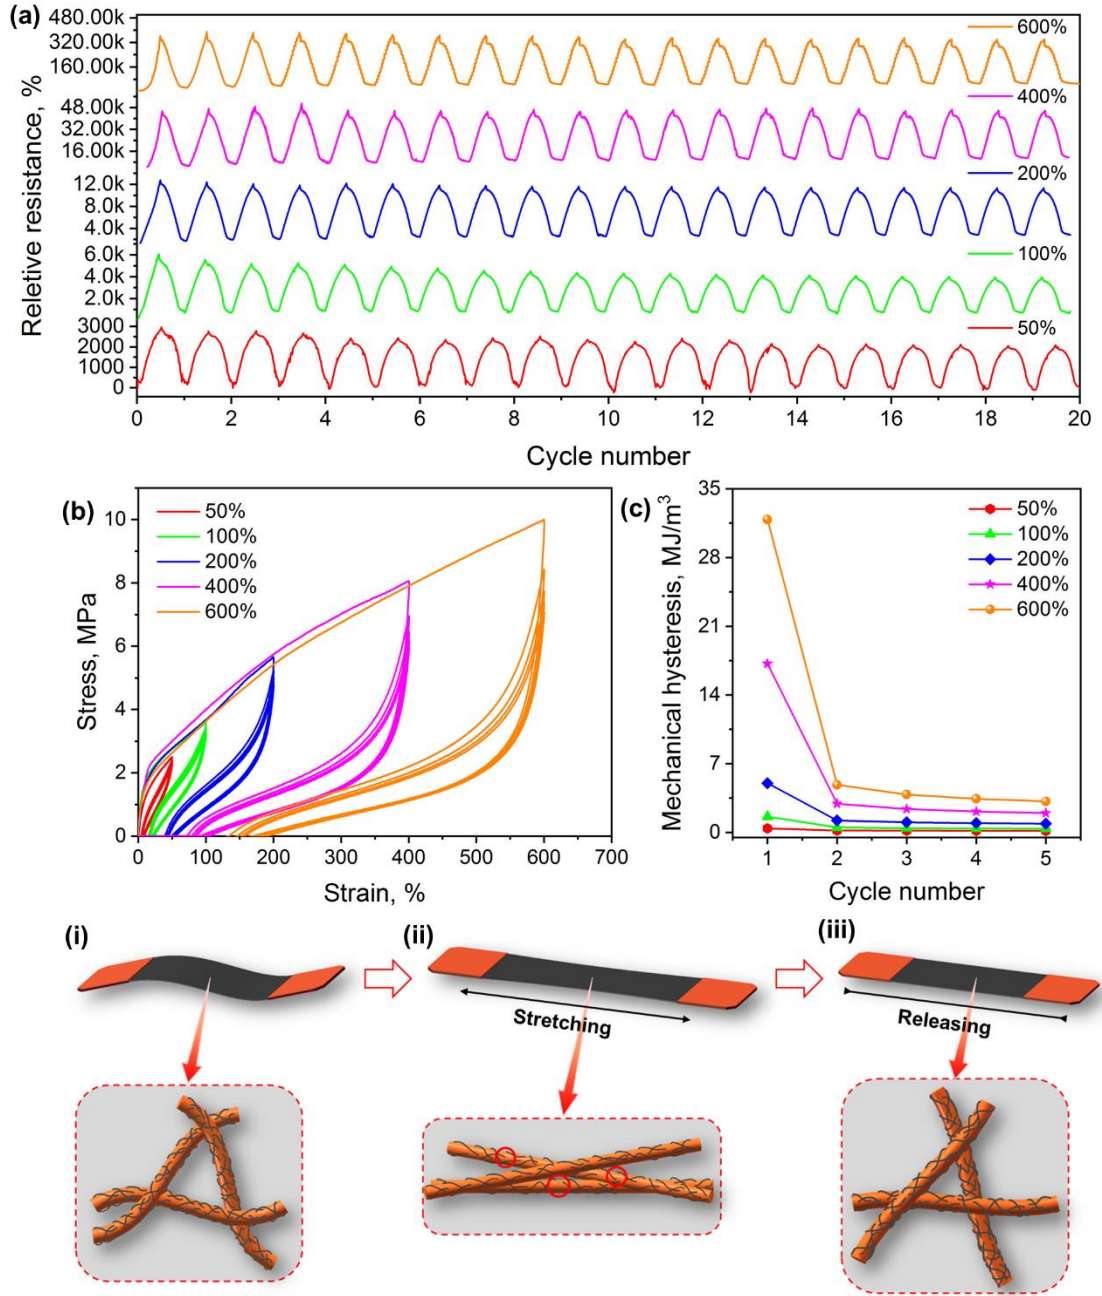 (a)
Reletive resistance, %
480.00k
320.00k
160.00k
600%
48.00k
32.00k
16.00k
400%
12.0k
8.0k
4.0k
200%
6.0k
4.0k
2.0k
100%
3000
2000
1000
0
50%
0 2 4 6 8 10 12 14 16 18 20
Cycle number
(b)
Stress, MPa
10
8
6
4
2
0
50%
100%
200%
400%
600%
0 100 200 300 400 500 600 700
Strain, %
(c)
Mechanical hysteresis, MJ/m³
35
28
21
14
7
0
50%
100%
200%
400%
600%
1 2 3 4 5
Cycle number
(i)
(ii)
Stretching
(iii)
Releasing